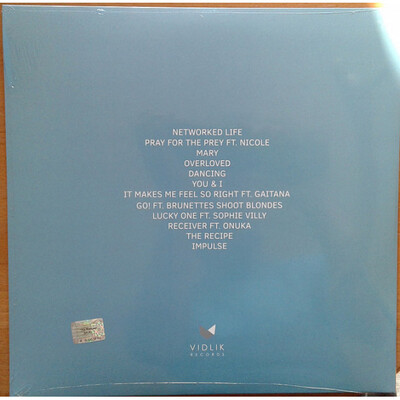 NETWORKED LIFE
PRAY FOR THE PREY FT. NICOLE
MARY
OVERLOVED
DANCING
YOU & I
IT MAKES ME FEEL SO RIGHT FT. GAITANA
GO! FT. BRUNETTES SHOOT BLONDES
LUCKY ONE FT. SOPHIE VILLY
RECEIVER FT. ONUKA
THE RECIPE
IMPULSE
VIDLIK
RECORDS